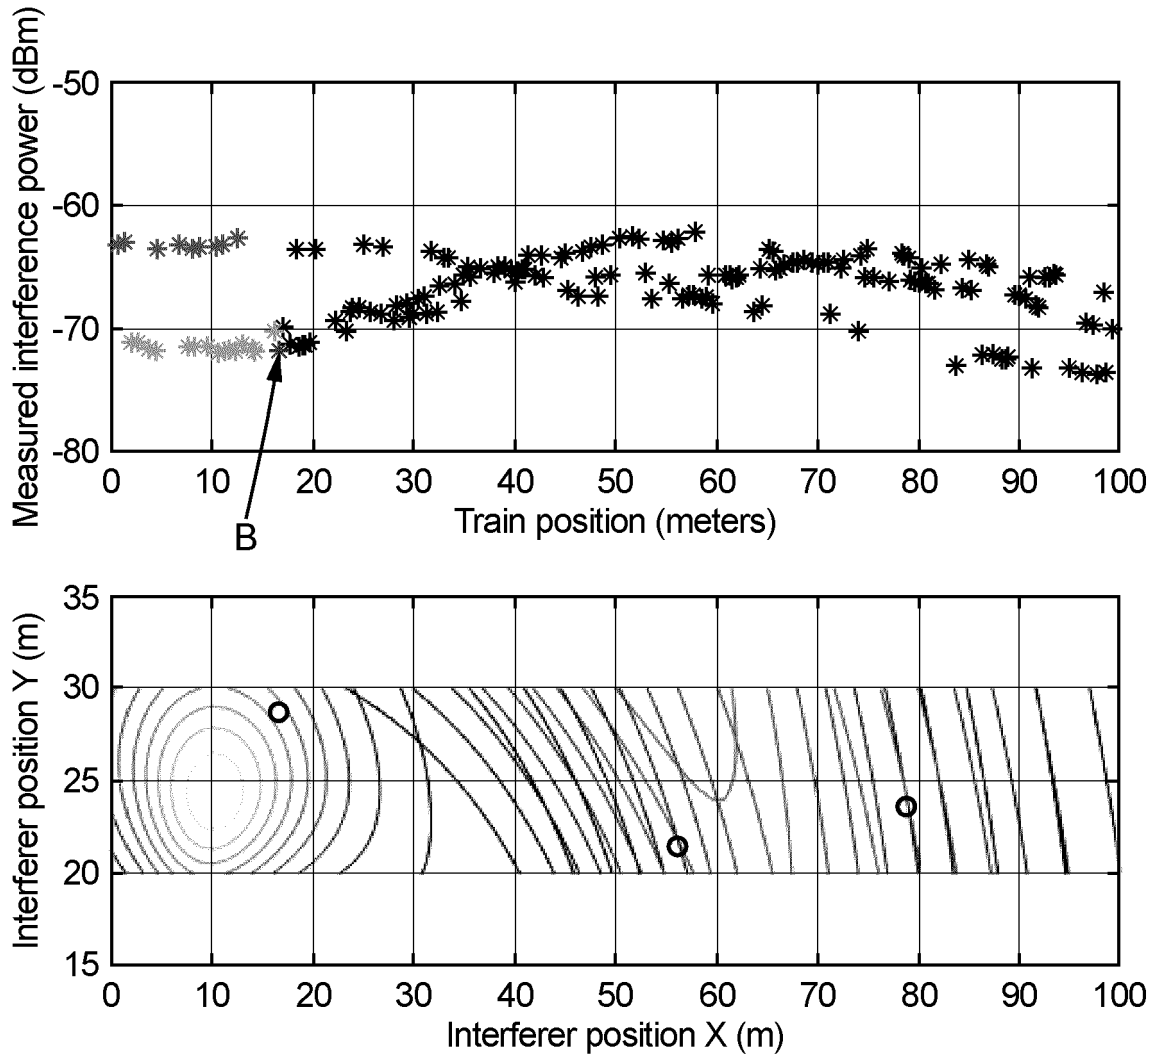 Measured interference power (dBm)
-50
-60
-70
-80
0 10 20 30 40 50 60 70 80 90 100
Train position (meters)
B
Interferer position Y (m)
35
30
25
20
15
0 10 20 30 40 50 60 70 80 90 100
Interferer position X (m)